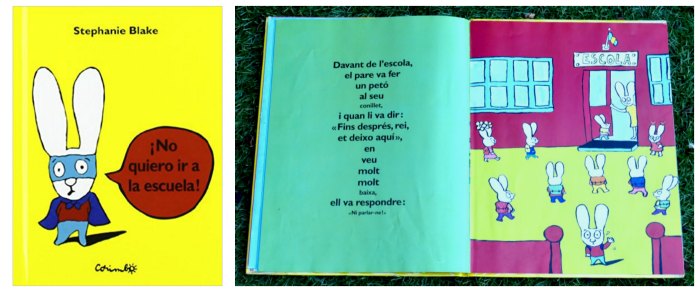 Stephanie Blake
¡No
quiero ir a
la escuela!
Corimbo
Davant de l'escola,
el pare va fer
un petó
al seu
conillet,
i quan li va dir:
«Fins després, rei,
et deixo aquí»,
en
veu
molt
molt
baixa,
ell va respondre:
«Ni parlar-ne!»
ESCOLA